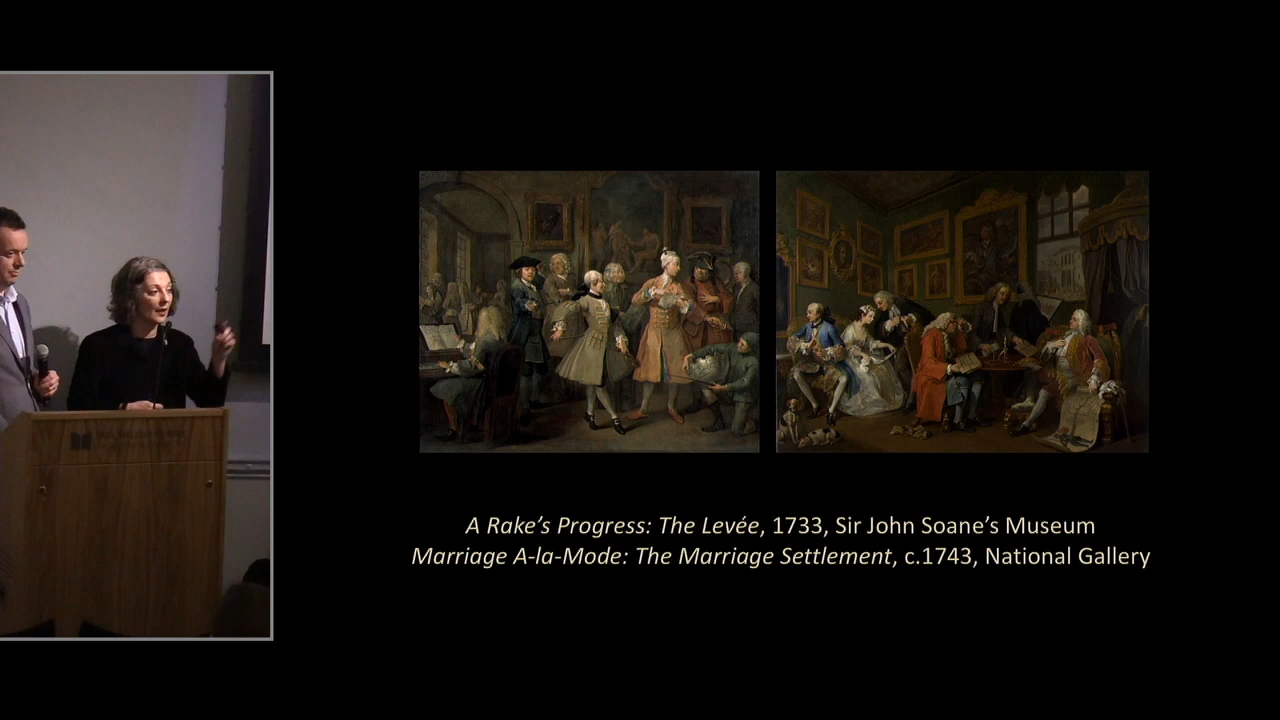 A Rake’s Progress: The Levée, 1733, Sir John Soane’s Museum
Marriage A-la-Mode: The Marriage Settlement, c.1743, National Gallery